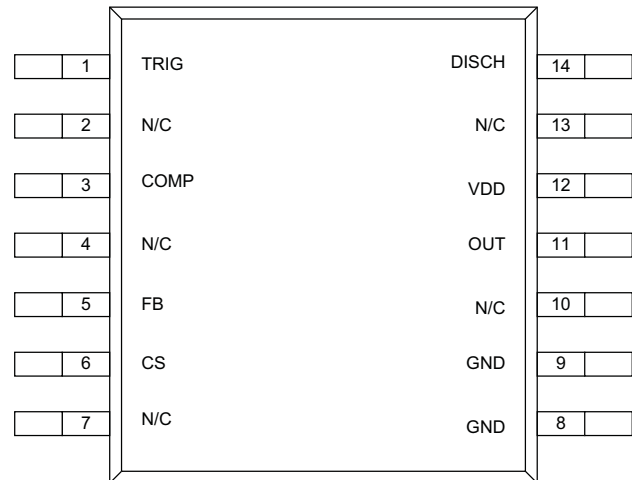 1 TRIG DISCH 14
2 N/C N/C 13
3 COMP VDD 12
4 N/C OUT 11
5 FB N/C 10
6 CS GND 9
7 N/C GND 8